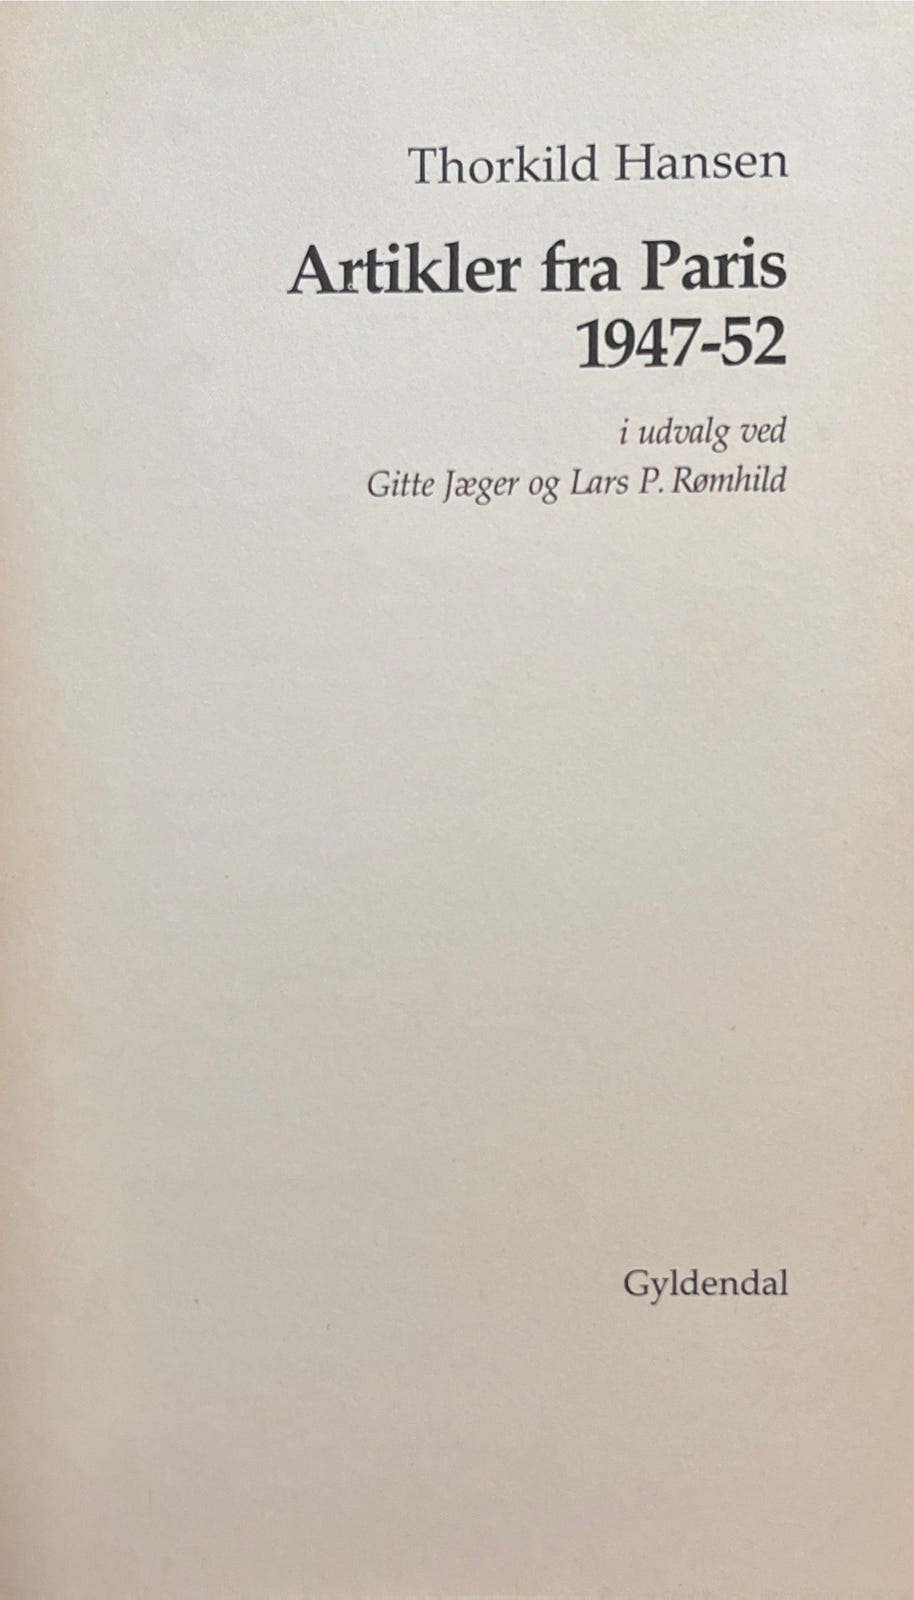 Thorkild Hansen
Artikler fra Paris
1947-52
i udvalg ved
Gitte Jæger og Lars P. Rømhild
Gyldendal